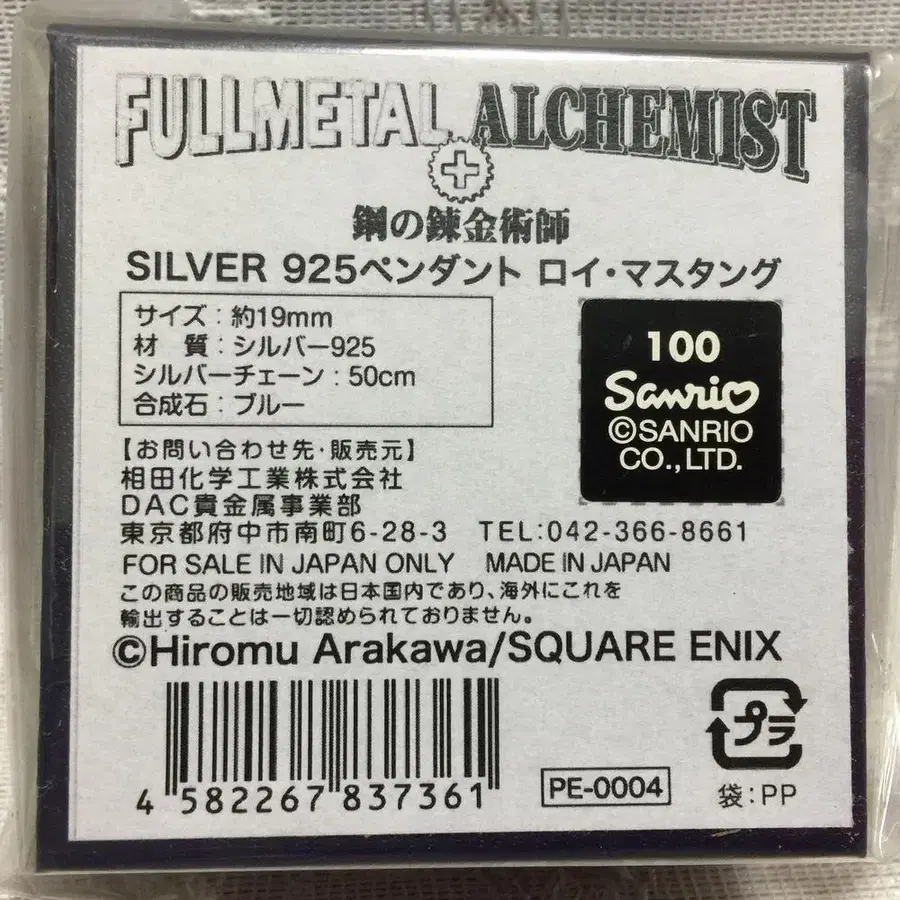 FULLMETAL ALCHEMIST
鋼の錬金術師
SILVER 925ペンダント ロイ・マスタング
サイズ：約19mm
材 質：シルバー925
シルバーチェーン：50cm
合成石：ブルー
100
Sanrio
©SANRIO
CO.,LTD.
【お問い合わせ先・販売元】
相田化学工業株式会社
DAC貴金属事業部
東京都府中市南町6-28-3 TEL:042-366-8661
FOR SALE IN JAPAN ONLY MADE IN JAPAN
この商品の販売地域は日本国内であり、海外にこれを
輸出することは一切認められておりません。
©Hiromu Arakawa/SQUARE ENIX
4 582267 837361
PE-0004
プラ
袋：PP